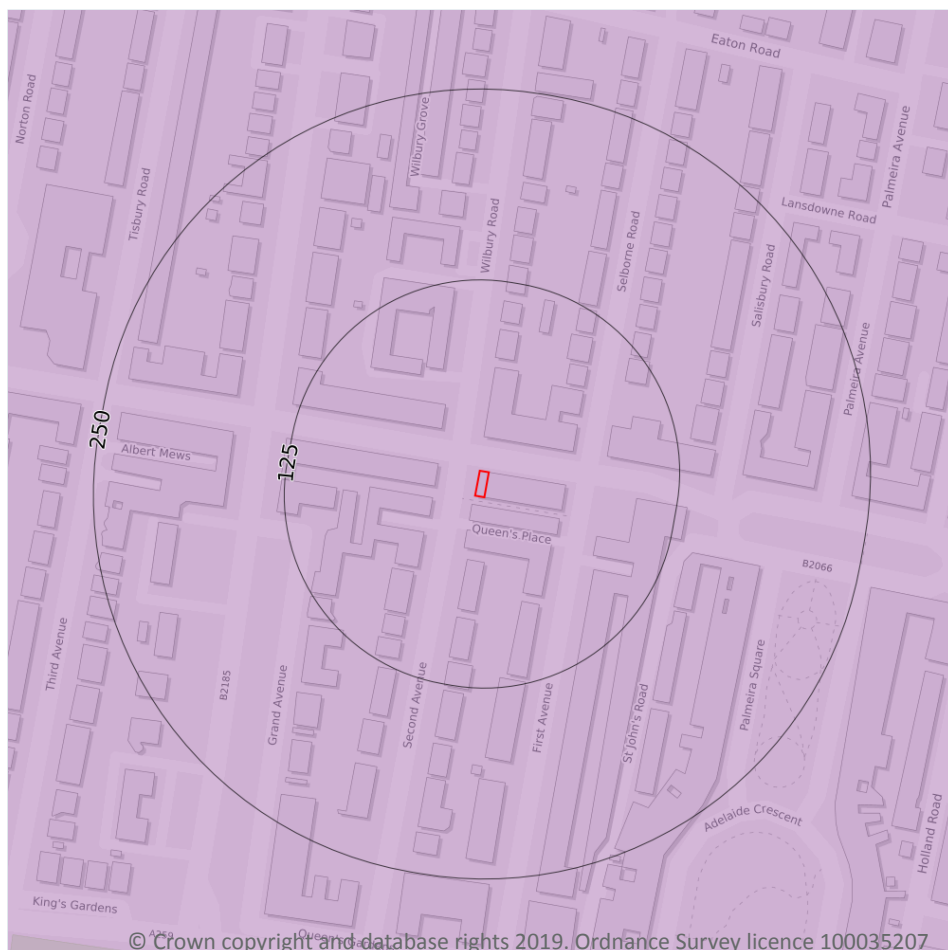 Eaton Road
Norton Road
Wilbury Grove
Palmeira Avenue
Tisbury Road
Lansdowne Road
Wilbury Road
Selborne Road
Salisbury Road
Palmeira Avenue
250
125
Albert Mews
Queen's Place
B2066
Third Avenue
B2185
Grand Avenue
Second Avenue
First Avenue
St John's Road
Palmeira Square
Adelaide Crescent
Holland Road
King's Gardens
A259
Queen's Gardens
© Crown copyright and database rights 2019. Ordnance Survey licence 100035207